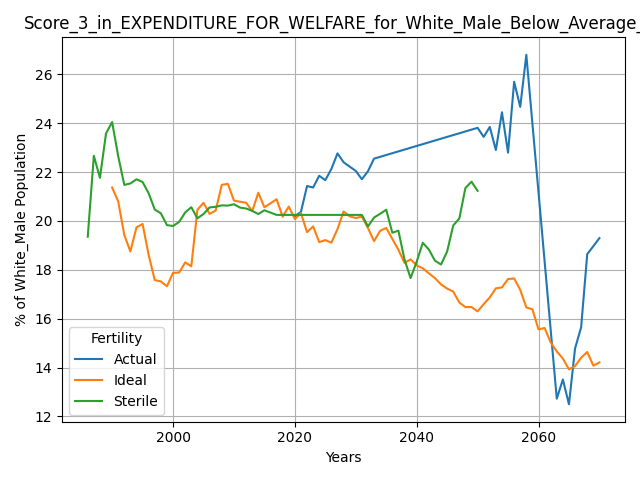 Score_3_in_EXPENDITURE_FOR_WELFARE_for_White_Male_Below_Average_
% of White_Male Population
26
24
22
20
18
16
14
12
Fertility
Actual
Ideal
Sterile
2000 2020 2040 2060
Years